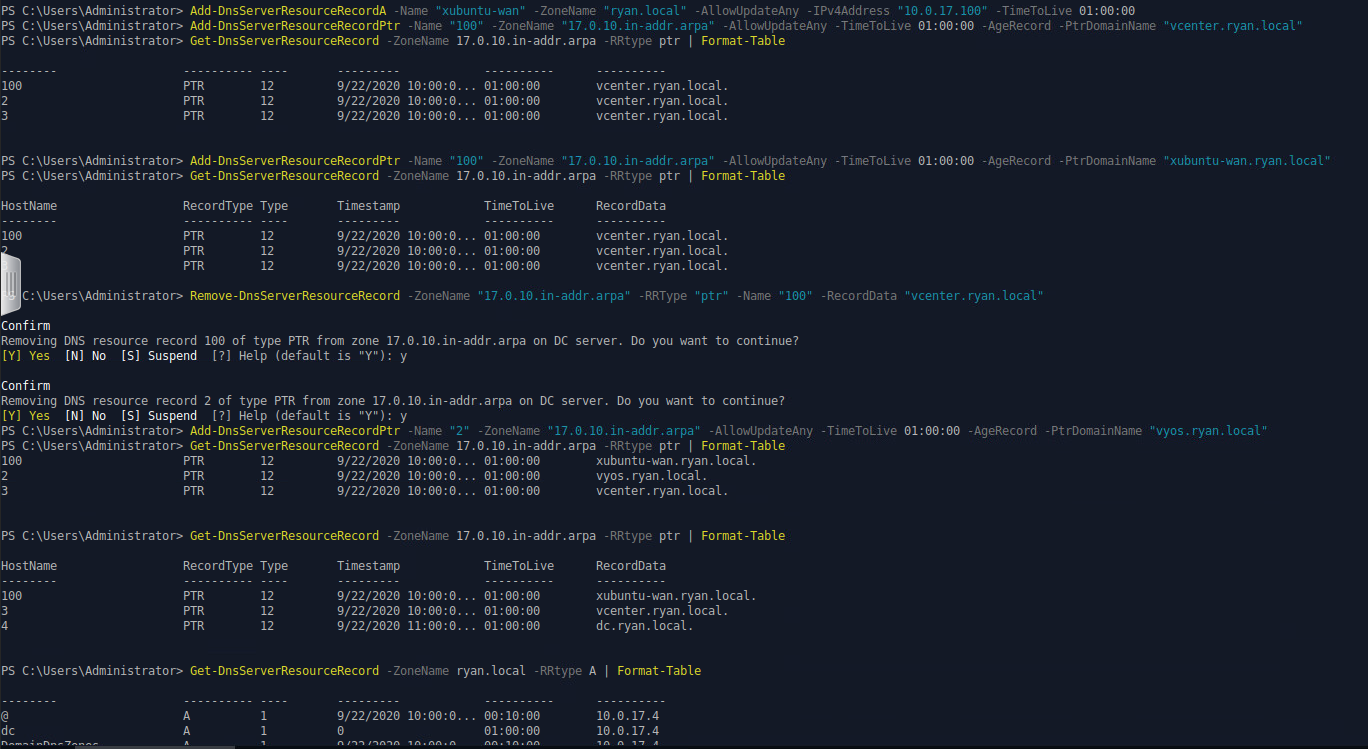 PS C:\Users\Administrator> Add-DnsServerResourceRecordA -Name "xubuntu-wan" -ZoneName "ryan.local" -AllowUpdateAny -IPv4Address "10.0.17.100" -TimeToLive 01:00:00
PS C:\Users\Administrator> Add-DnsServerResourceRecordPtr -Name "100" -ZoneName "17.0.10.in-addr.arpa" -AllowUpdateAny -TimeToLive 01:00:00 -AgeRecord -PtrDomainName "vcenter.ryan.local"
PS C:\Users\Administrator> Get-DnsServerResourceRecord -ZoneName 17.0.10.in-addr.arpa -RRtype ptr | Format-Table
-------- ---------- ---- --------- ---------- ----------
100 PTR 12 9/22/2020 10:00:0... 01:00:00 vcenter.ryan.local.
2 PTR 12 9/22/2020 10:00:0... 01:00:00 vcenter.ryan.local.
3 PTR 12 9/22/2020 10:00:0... 01:00:00 vcenter.ryan.local.
PS C:\Users\Administrator> Add-DnsServerResourceRecordPtr -Name "100" -ZoneName "17.0.10.in-addr.arpa" -AllowUpdateAny -TimeToLive 01:00:00 -AgeRecord -PtrDomainName "xubuntu-wan.ryan.local"
PS C:\Users\Administrator> Get-DnsServerResourceRecord -ZoneName 17.0.10.in-addr.arpa -RRtype ptr | Format-Table
HostName RecordType Type Timestamp TimeToLive RecordData
-------- ---------- ---- --------- ---------- ----------
100 PTR 12 9/22/2020 10:00:0... 01:00:00 vcenter.ryan.local.
2 PTR 12 9/22/2020 10:00:0... 01:00:00 vcenter.ryan.local.
PTR 12 9/22/2020 10:00:0... 01:00:00 vcenter.ryan.local.
C:\Users\Administrator> Remove-DnsServerResourceRecord -ZoneName "17.0.10.in-addr.arpa" -RRType "ptr" -Name "100" -RecordData "vcenter.ryan.local"
Confirm
Removing DNS resource record 100 of type PTR from zone 17.0.10.in-addr.arpa on DC server. Do you want to continue?
[Y] Yes [N] No [S] Suspend [?] Help (default is "Y"): y
Confirm
Removing DNS resource record 2 of type PTR from zone 17.0.10.in-addr.arpa on DC server. Do you want to continue?
[Y] Yes [N] No [S] Suspend [?] Help (default is "Y"): y
PS C:\Users\Administrator> Add-DnsServerResourceRecordPtr -Name "2" -ZoneName "17.0.10.in-addr.arpa" -AllowUpdateAny -TimeToLive 01:00:00 -AgeRecord -PtrDomainName "vyos.ryan.local"
PS C:\Users\Administrator> Get-DnsServerResourceRecord -ZoneName 17.0.10.in-addr.arpa -RRtype ptr | Format-Table
100 PTR 12 9/22/2020 10:00:0... 01:00:00 xubuntu-wan.ryan.local.
2 PTR 12 9/22/2020 10:00:0... 01:00:00 vyos.ryan.local.
3 PTR 12 9/22/2020 10:00:0... 01:00:00 vcenter.ryan.local.
PS C:\Users\Administrator> Get-DnsServerResourceRecord -ZoneName 17.0.10.in-addr.arpa -RRtype ptr | Format-Table
HostName RecordType Type Timestamp TimeToLive RecordData
-------- ---------- ---- --------- ---------- ----------
100 PTR 12 9/22/2020 10:00:0... 01:00:00 xubuntu-wan.ryan.local.
3 PTR 12 9/22/2020 10:00:0... 01:00:00 vcenter.ryan.local.
4 PTR 12 9/22/2020 11:00:0... 01:00:00 dc.ryan.local.
PS C:\Users\Administrator> Get-DnsServerResourceRecord -ZoneName ryan.local -RRtype A | Format-Table
-------- ---------- ---- --------- ---------- ----------
@ A 1 9/22/2020 10:00:0... 00:10:00 10.0.17.4
dc A 1 0 01:00:00 10.0.17.4
DomainDnsZones A 1 9/22/2020 10:00:0... 00:10:00 10.0.17.4